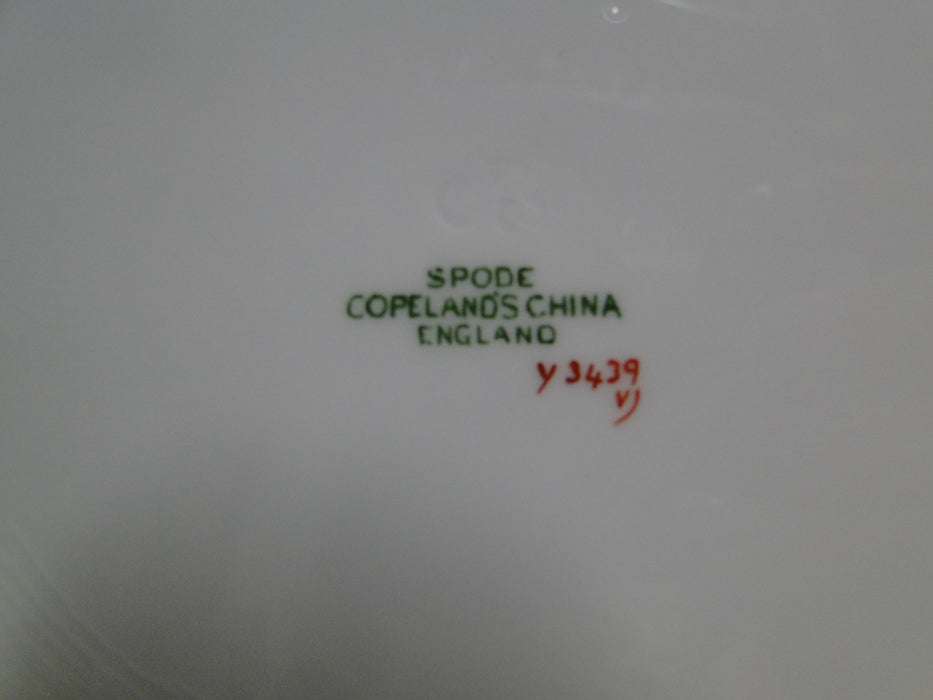 SPODE
COPELAND'S CHINA
ENGLAND
Y 3439